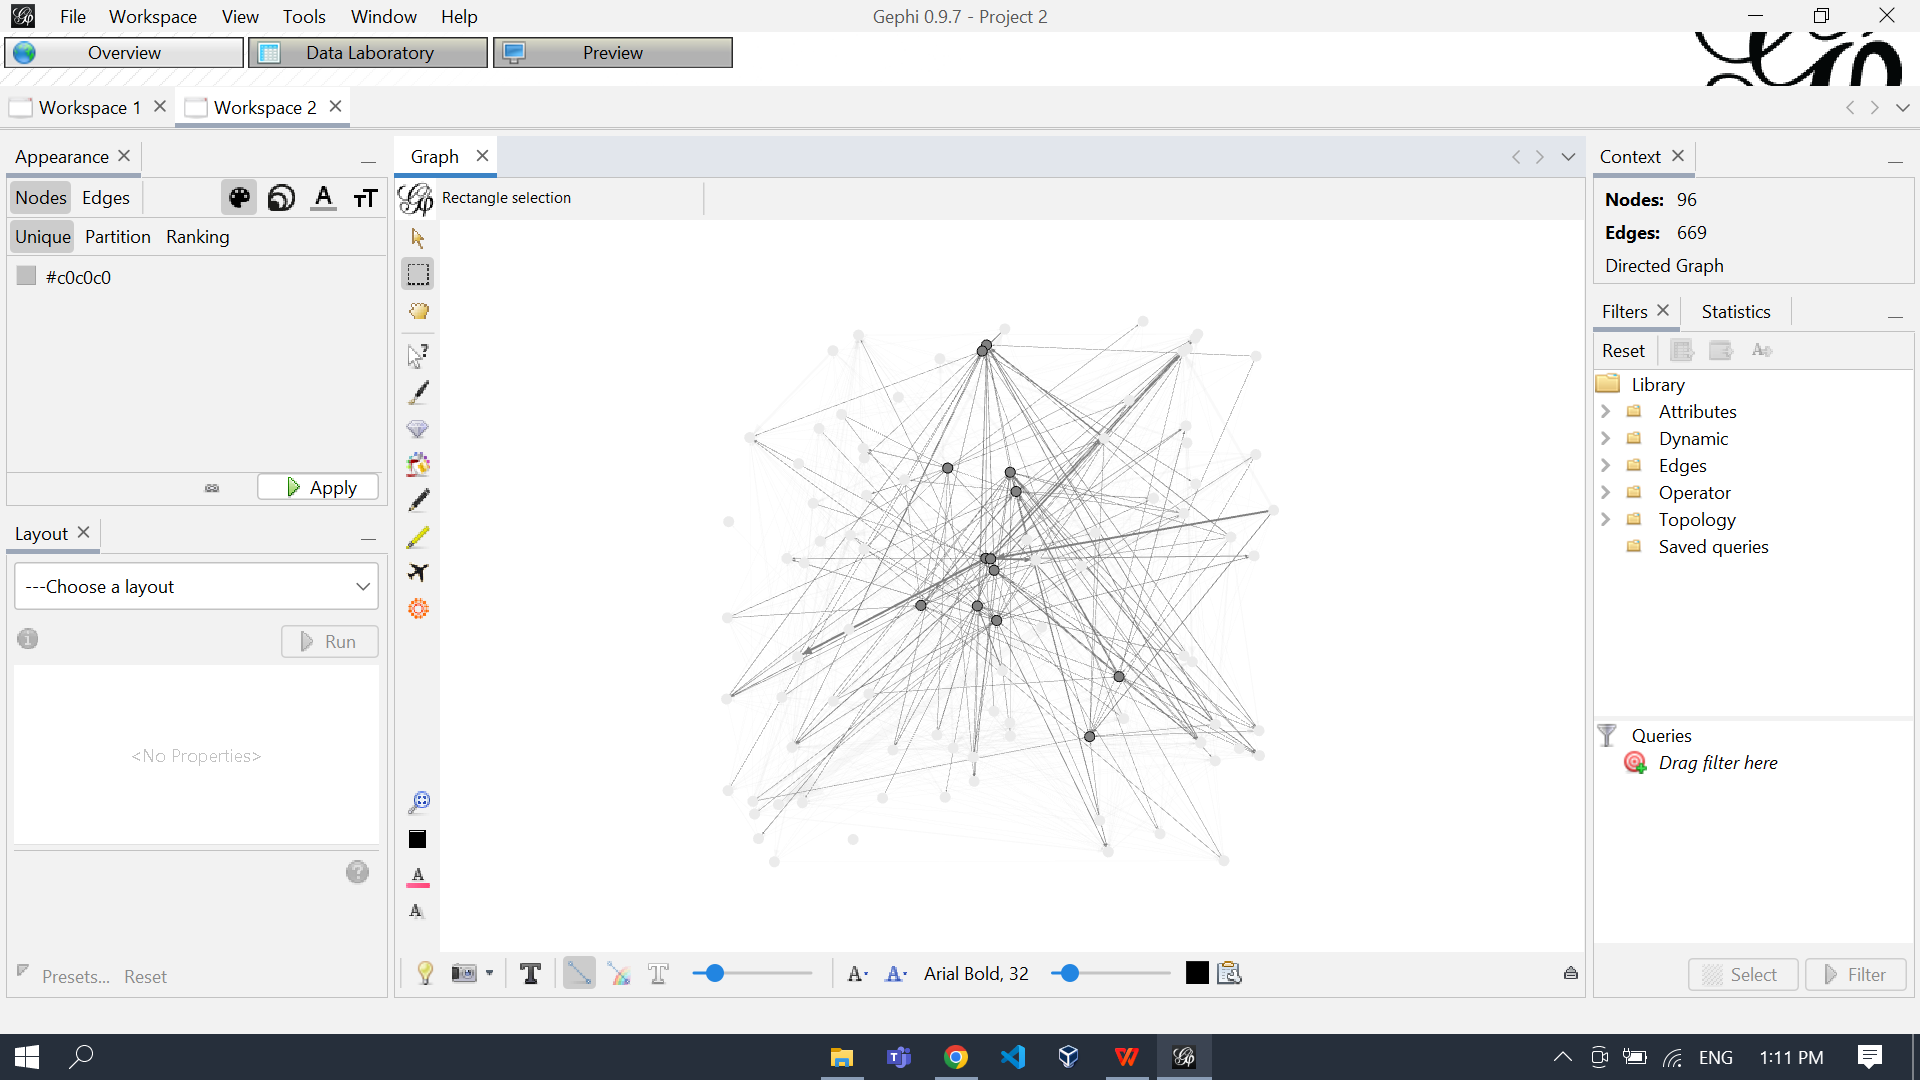 File Workspace View Tools Window Help
Gephi 0.9.7 - Project 2
Overview Data Laboratory Preview
Workspace 1 Workspace 2
Appearance
Nodes Edges A TT
Unique Partition Ranking
#c0c0c0
Apply
Layout
---Choose a layout
Run
<No Properties>
Presets... Reset
Graph
Rectangle selection
A
A
T T A A Arial Bold, 32
Context
Nodes: 96
Edges: 669
Directed Graph
Filters Statistics
Reset
Library
Attributes
Dynamic
Edges
Operator
Topology
Saved queries
Queries
Drag filter here
Select Filter
ENG 1:11 PM